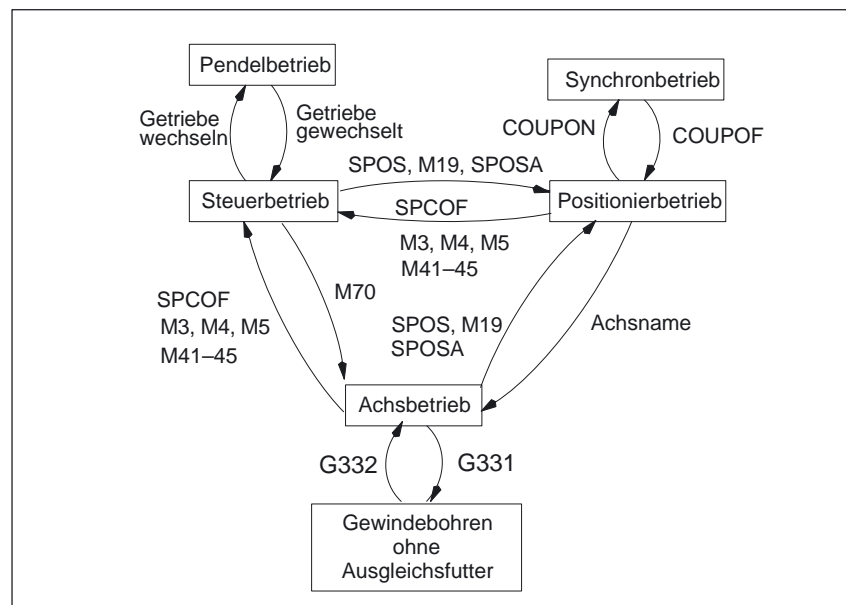 Pendelbetrieb
Synchronbetrieb
Getriebe
wechseln
Getriebe
gewechselt
COUPON
COUPOF
SPOS, M19, SPOSA
Steuerbetrieb
Positionierbetrieb
SPCOF
M3, M4, M5
M41–45
SPCOF
M3, M4, M5
M41–45
M70
SPOS, M19
SPOSA
Achsname
Achsbetrieb
G332
G331
Gewindebohren
ohne
Ausgleichsfutter